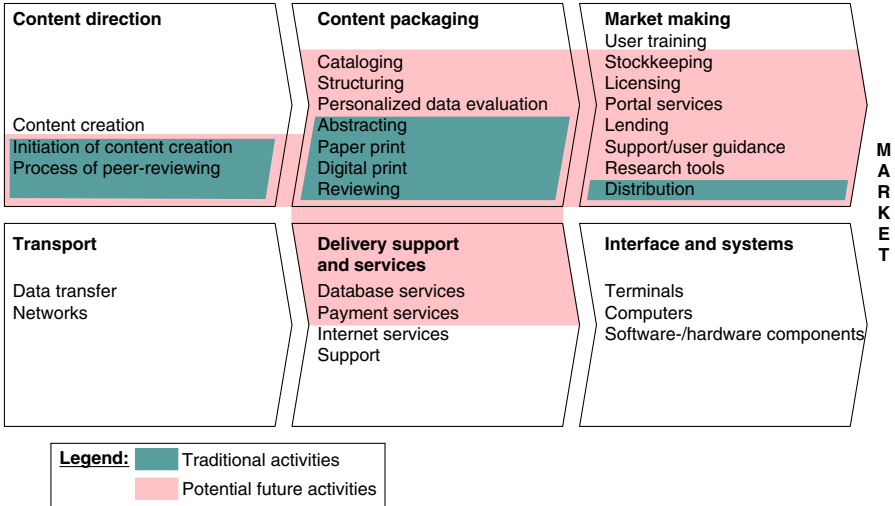 Content direction
Content creation
Initiation of content creation
Process of peer-reviewing
Content packaging
Cataloging
Structuring
Personalized data evaluation
Abstracting
Paper print
Digital print
Reviewing
Market making
User training
Stockkeeping
Licensing
Portal services
Lending
Support/user guidance
Research tools
Distribution
MARKET
Transport
Data transfer
Networks
Delivery support
and services
Database services
Payment services
Internet services
Support
Interface and systems
Terminals
Computers
Software-/hardware components
Legend:
Traditional activities
Potential future activities